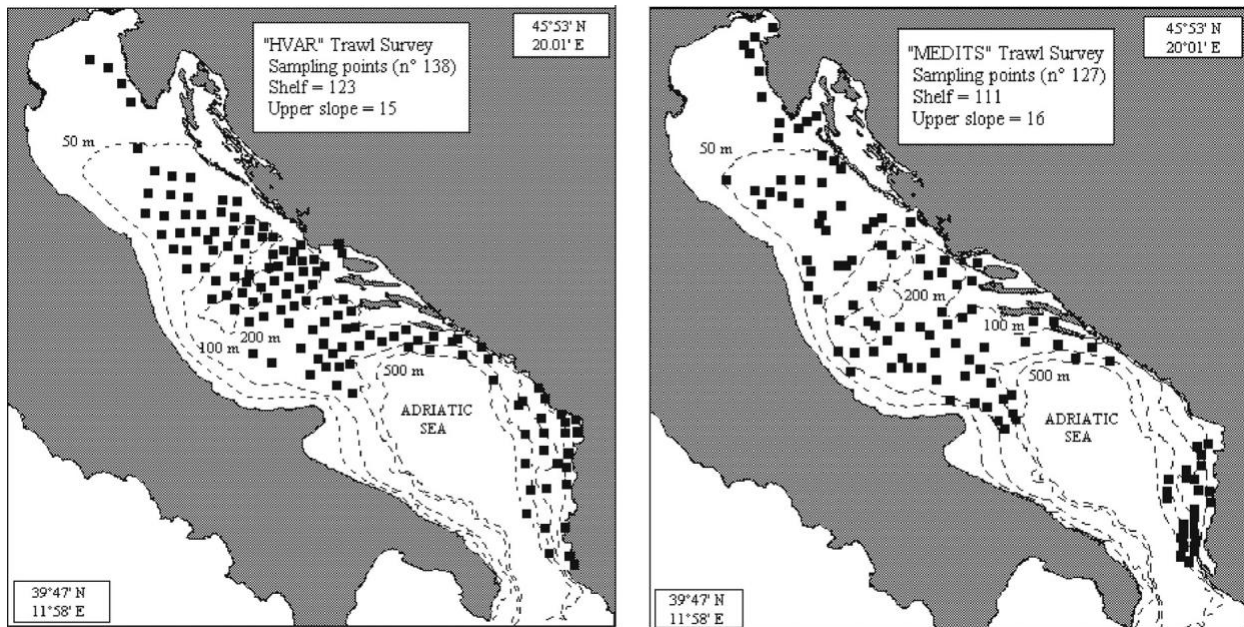 45°53' N
20.01' E
"HVAR" Trawl Survey
Sampling points (n° 138)
Shelf = 123
Upper slope = 15
50 m
200 m
100 m
500 m
ADRIATIC
SEA
39°47' N
11°58' E
45°53' N
20°01' E
"MEDITS" Trawl Survey
Sampling points (n° 127)
Shelf = 111
Upper slope = 16
50 m
200 m
100 m
500 m
ADRIATIC
SEA
39°47' N
11°58' E